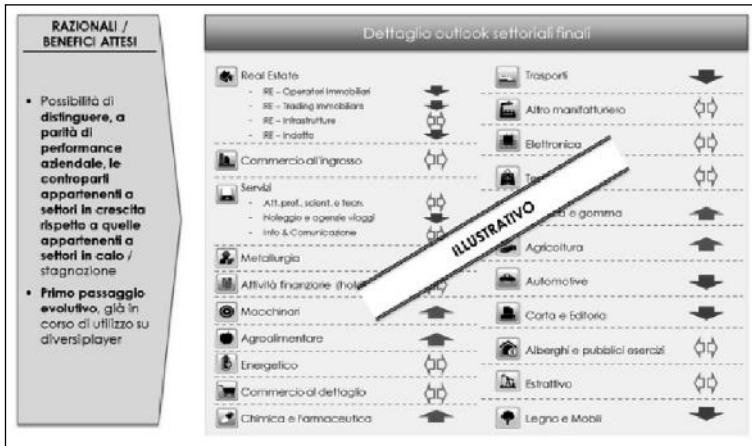 RAZIONALI /
BENEFICI ATTESI
• Possibilità di
distinguere, a
parità di
performance
aziendale, le
controparti
appartenenti a
settori in crescita
rispetto a quelle
appartenenti a
settori in calo /
stagnazione
• Primo passaggio
evolutivo, già in
corso di utilizzo su
diversi player
Dettaglio outlook settoriali finali
Real Estate
- RE – Operatori Immobiliari
- RE – Trading Immobiliare
- RE – Infrastrutture
- RE – Indotto
Commercio all'ingrosso
Servizi
- Att. prof., scient. e tecn.
- Noleggio e agenzie viaggi
- Info & Comunicazione
Metallurgia
Attività finanziarie
Macchinari
Agroalimentare
Energetico
Commercio al dettaglio
Chimica e Farmaceutica
Trasporti
Altro manifatturiero
Elettronica
e gomma
Agricoltura
Automotive
Carta e Editoria
Alberghi e pubblici esercizi
Estrattivo
Legno e Mobili
ILLUSTRATIVO